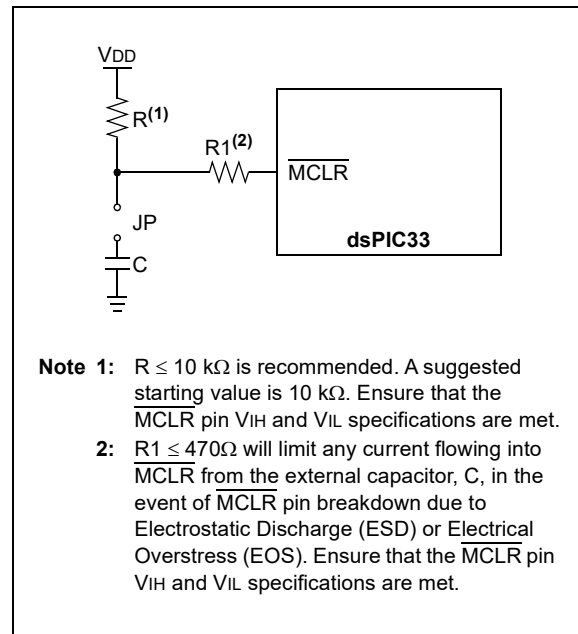 VDD
R(1)
R1(2)
MCLR
JP
dsPIC33
C
Note 1: R ≤ 10 kΩ is recommended. A suggested
starting value is 10 kΩ. Ensure that the
MCLR pin VIH and VIL specifications are met.
2: R1 ≤ 470Ω will limit any current flowing into
MCLR from the external capacitor, C, in the
event of MCLR pin breakdown due to
Electrostatic Discharge (ESD) or Electrical
Overstress (EOS). Ensure that the MCLR pin
VIH and VIL specifications are met.